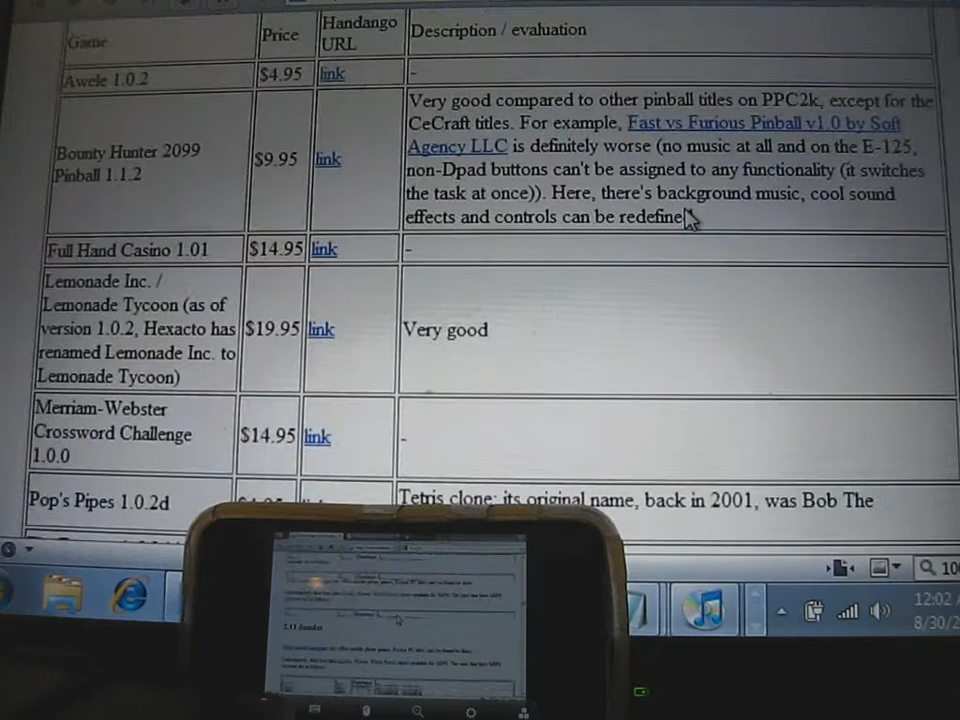 Game
Price
Handango
URL
Description / evaluation
Awele 1.0.2
$4.95
link
-
Bounty Hunter 2099
Pinball 1.1.2
$9.95
link
Very good compared to other pinball titles on PPC2k, except for the
CeCraft titles. For example, Fast vs Furious Pinball v1.0 by Soft
Agency LLC is definitely worse (no music at all and on the E-125,
non-Dpad buttons can't be assigned to any functionality (it switches
the task at once)). Here, there's background music, cool sound
effects and controls can be redefine
Full Hand Casino 1.01
$14.95
link
-
Lemonade Inc. /
Lemonade Tycoon (as of
version 1.0.2, Hexacto has
renamed Lemonade Inc. to
Lemonade Tycoon)
$19.95
link
Very good
Merriam-Webster
Crossword Challenge
1.0.0
$14.95
link
-
Pop's Pipes 1.0.2d
Tetris clone; its original name, back in 2001, was Bob The
10
12:02
8/30/2